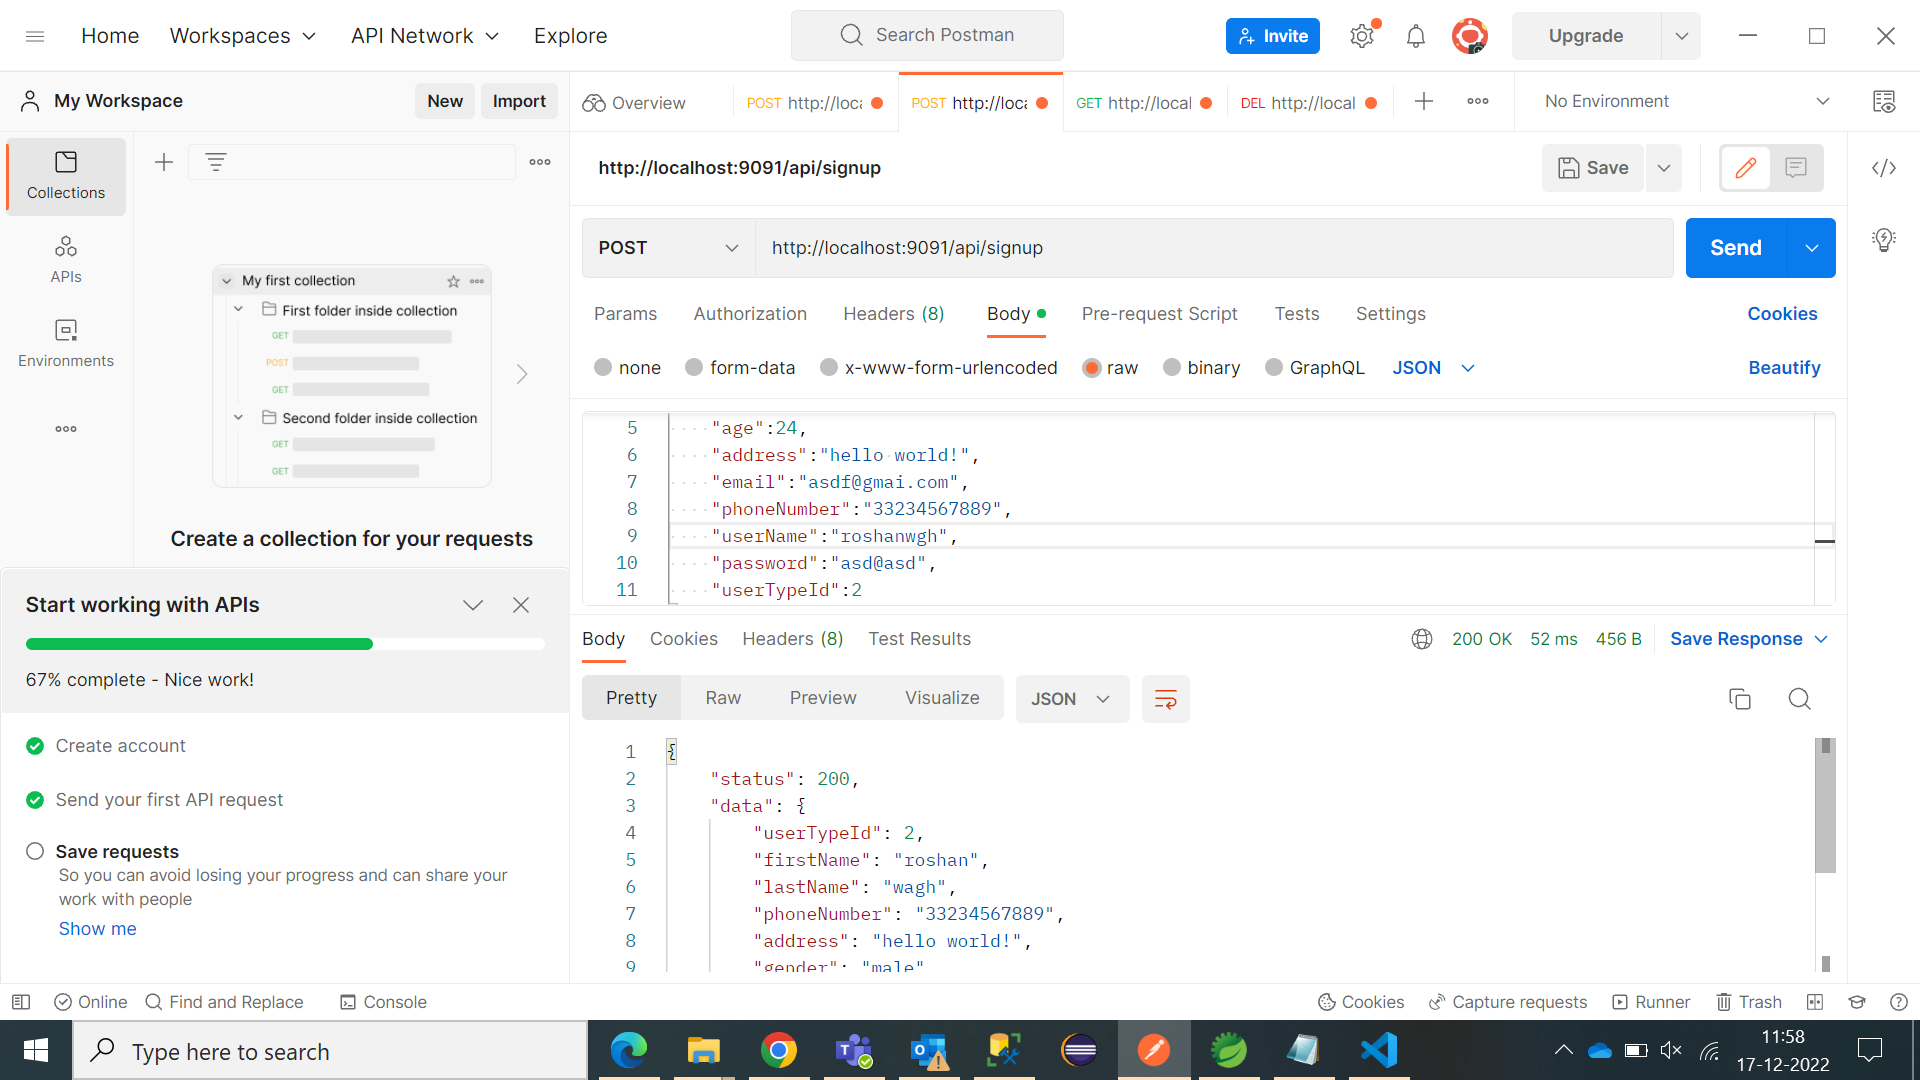 Home Workspaces API Network Explore Search Postman Invite Upgrade
My Workspace New Import Overview POST http://loca POST http://loca GET http://local DEL http://local No Environment
Collections
APIs
Environments
My first collection
First folder inside collection
GET
POST
GET
Second folder inside collection
GET
GET
Create a collection for your requests
Start working with APIs
67% complete - Nice work!
Create account
Send your first API request
Save requests
So you can avoid losing your progress and can share your
work with people
Show me
http://localhost:9091/api/signup Save
POST http://localhost:9091/api/signup Send
Params Authorization Headers (8) Body Pre-request Script Tests Settings Cookies
none form-data x-www-form-urlencoded raw binary GraphQL JSON Beautify
5 "age":24,
6 "address":"hello world!",
7 "email":"asdf@gmai.com",
8 "phoneNumber":"33234567889",
9 "userName":"roshanwgh",
10 "password":"asd@asd",
11 "userTypeId":2
Body Cookies Headers (8) Test Results 200 OK 52 ms 456 B Save Response
Pretty Raw Preview Visualize JSON
1 {
2 "status": 200,
3 "data": {
4 "userTypeId": 2,
5 "firstName": "roshan",
6 "lastName": "wagh",
7 "phoneNumber": "33234567889",
8 "address": "hello world!",
9 "gender": "male"
Online Find and Replace Console Cookies Capture requests Runner Trash
Type here to search
11:58
17-12-2022